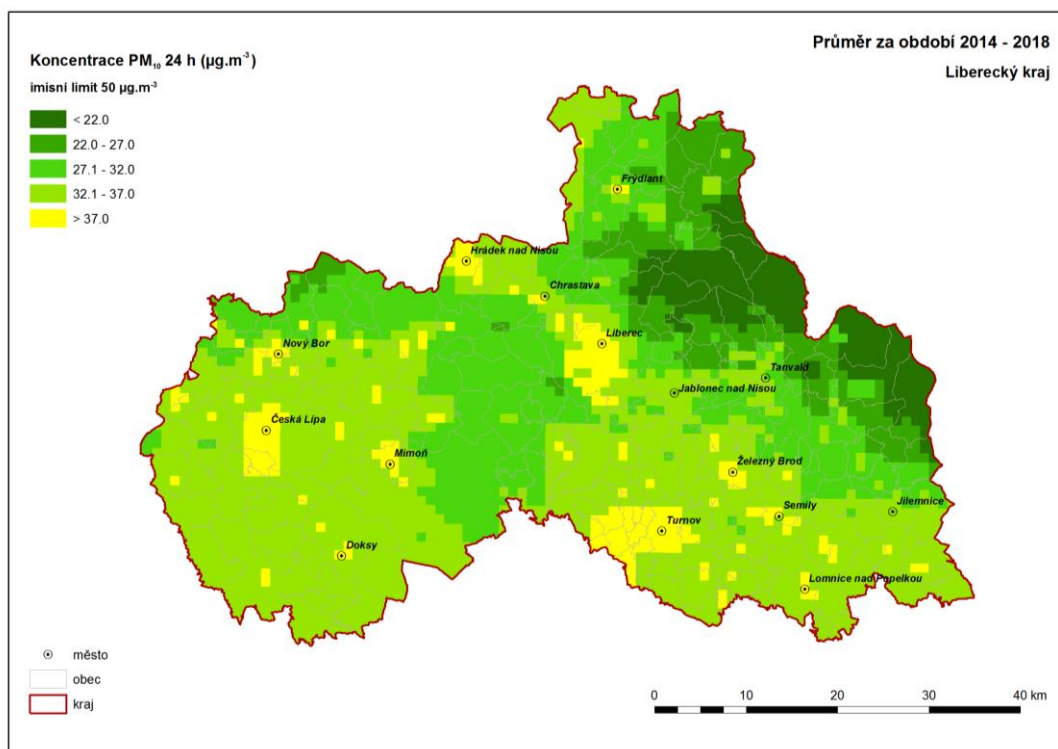 Průměr za období 2014 - 2018
Liberecký kraj
Koncentrace PM₁₀ 24 h (µg.m⁻³)
imisní limit 50 µg.m⁻³
< 22.0
22.0 - 27.0
27.1 - 32.0
32.1 - 37.0
> 37.0
Frýdlant
Hrádek nad Nisou
Chrastava
Liberec
Nový Bor
Tanvald
Jablonec nad Nisou
Česká Lípa
Mimoň
Železný Brod
Semily
Jilemnice
Turnov
Doksy
Lomnice nad Popelkou
město
obec
kraj
0 10 20 30 40 km